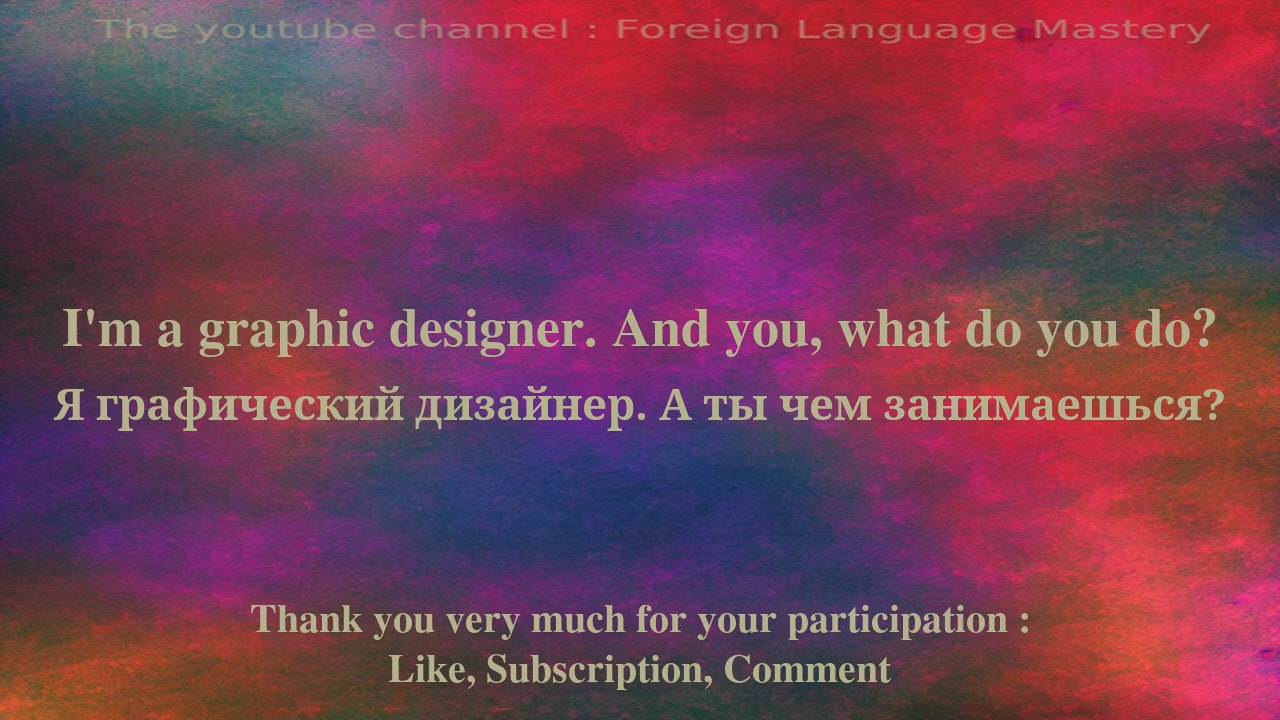 The youtube channel : Foreign Language Mastery
I'm a graphic designer. And you, what do you do?
Я графический дизайнер. А ты чем занимаешься?
Thank you very much for your participation :
Like, Subscription, Comment